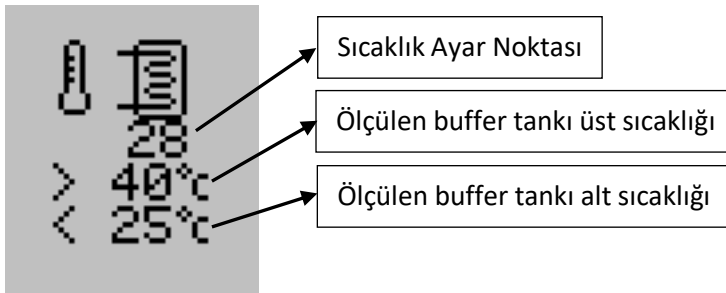 28
> 40°c
< 25°c
Sıcaklık Ayar Noktası
Ölçülen buffer tankı üst sıcaklığı
Ölçülen buffer tankı alt sıcaklığı